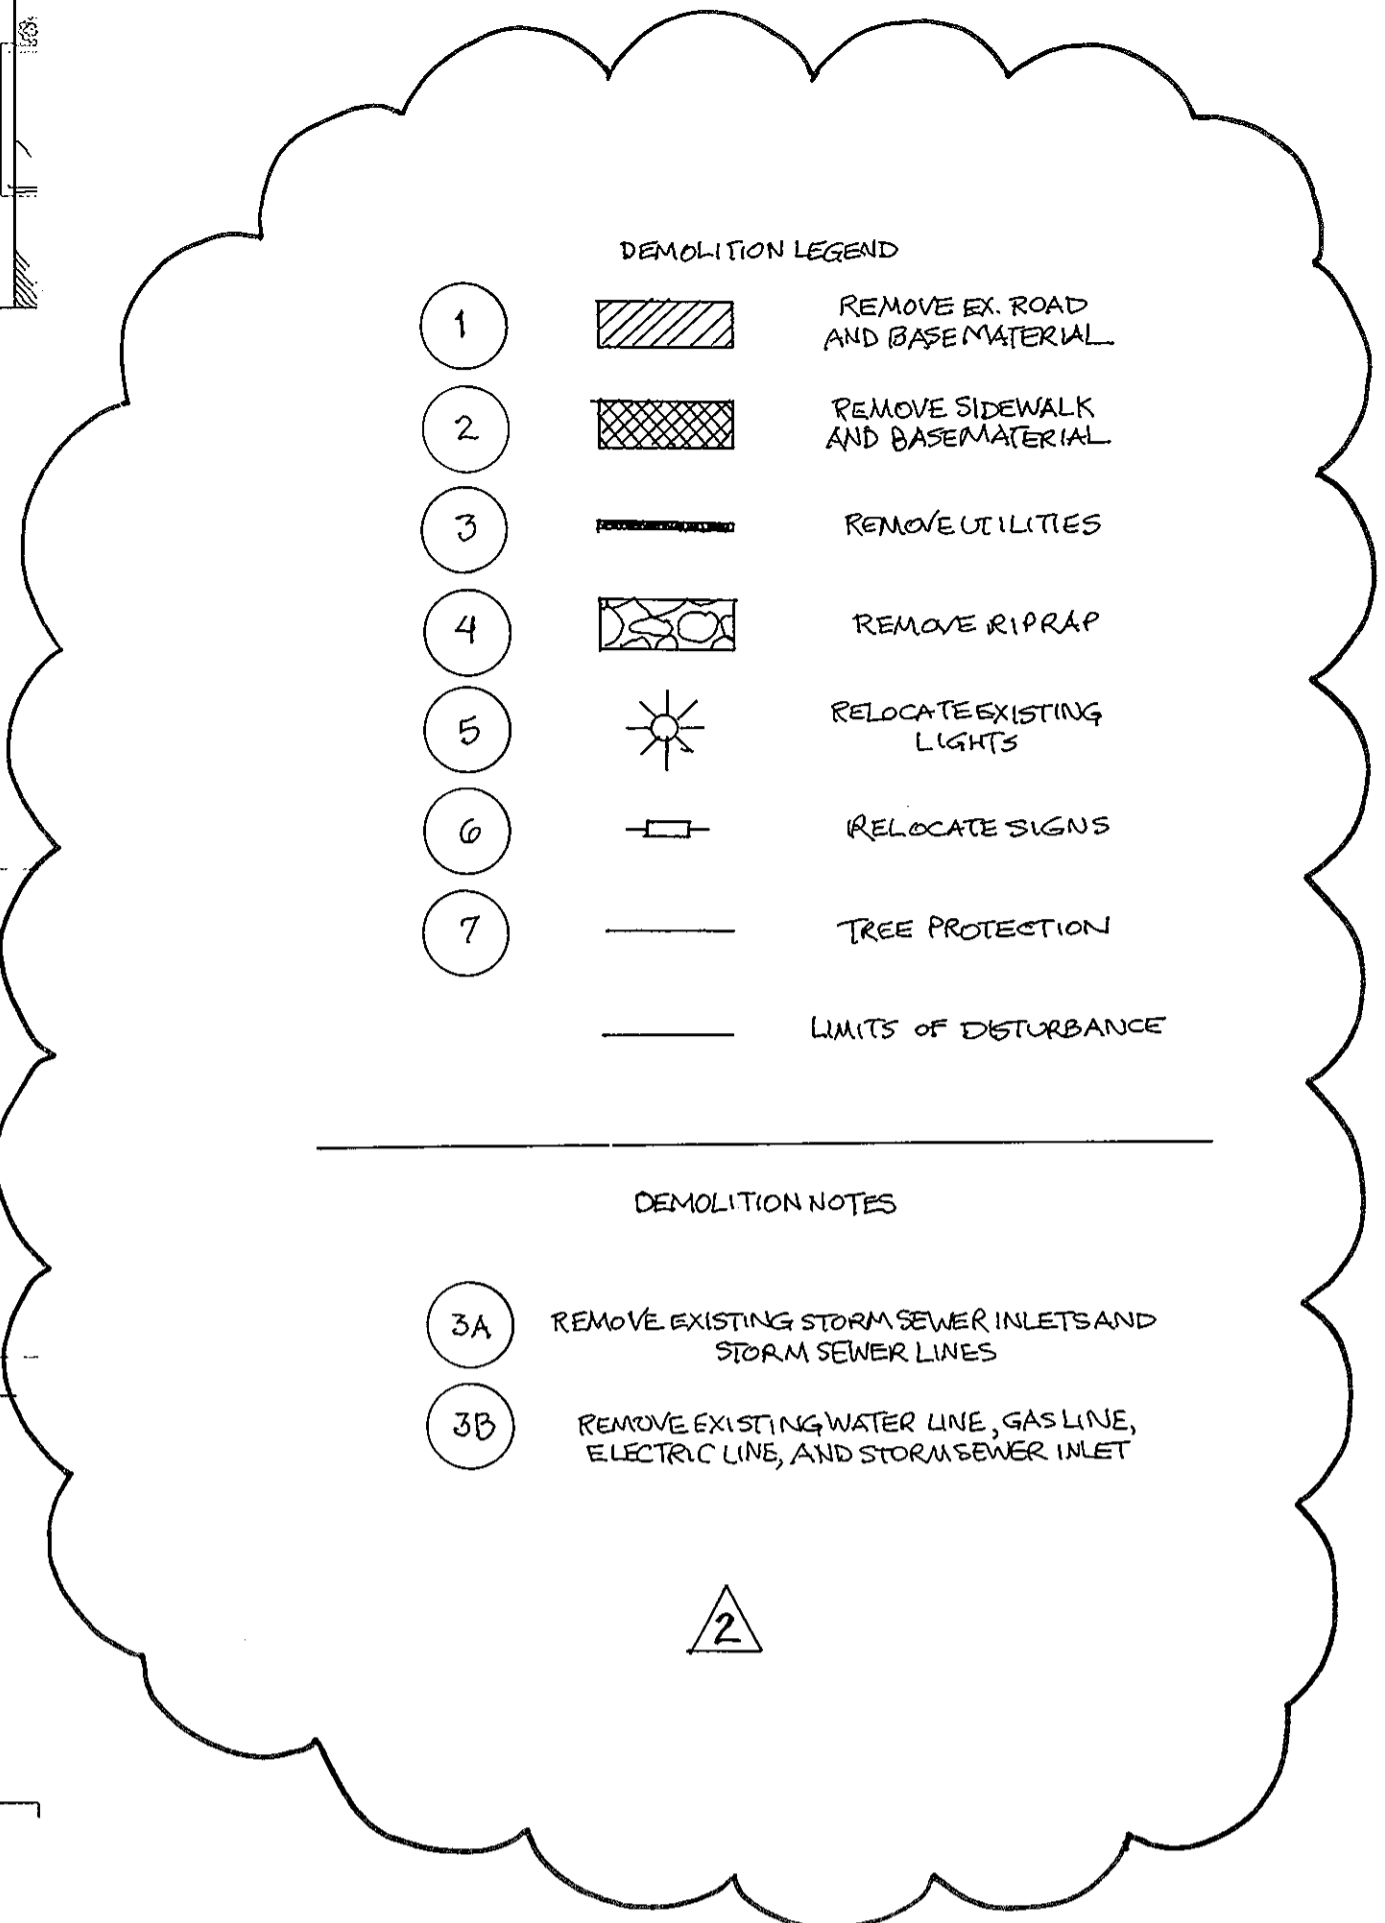 DEMOLITION LEGEND
1
REMOVE EX. ROAD
AND BASE MATERIAL
2
REMOVE SIDEWALK
AND BASE MATERIAL
3
REMOVE UTILITIES
4
REMOVE RIPRAP
5
RELOCATE EXISTING
LIGHTS
6
RELOCATE SIGNS
7
TREE PROTECTION
LIMITS OF DISTURBANCE
DEMOLITION NOTES
3A
REMOVE EXISTING STORM SEWER INLETS AND
STORM SEWER LINES
3B
REMOVE EXISTING WATER LINE, GAS LINE,
ELECTRIC LINE, AND STORM SEWER INLET
2